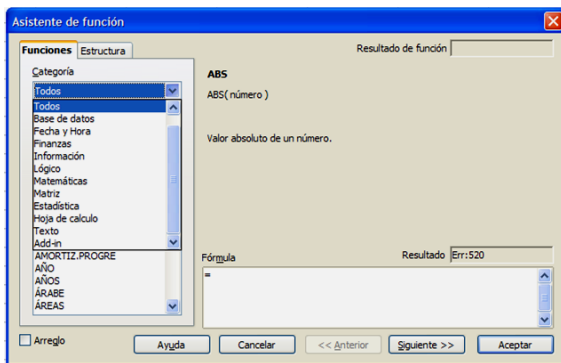 Asistente de función
Funciones Estructura
Resultado de función
Categoría
Todos
Todos
Base de datos
Fecha y Hora
Finanzas
Información
Lógico
Matemáticas
Matriz
Estadística
Hoja de calculo
Texto
Add-in
AMORTIZ.PROGRE
AÑO
AÑOS
ÁRABE
ÁREAS
ABS
ABS( número )
Valor absoluto de un número.
Fórmula
Resultado Err:520
=
Arreglo
Ayuda Cancelar << Anterior Siguiente >> Aceptar